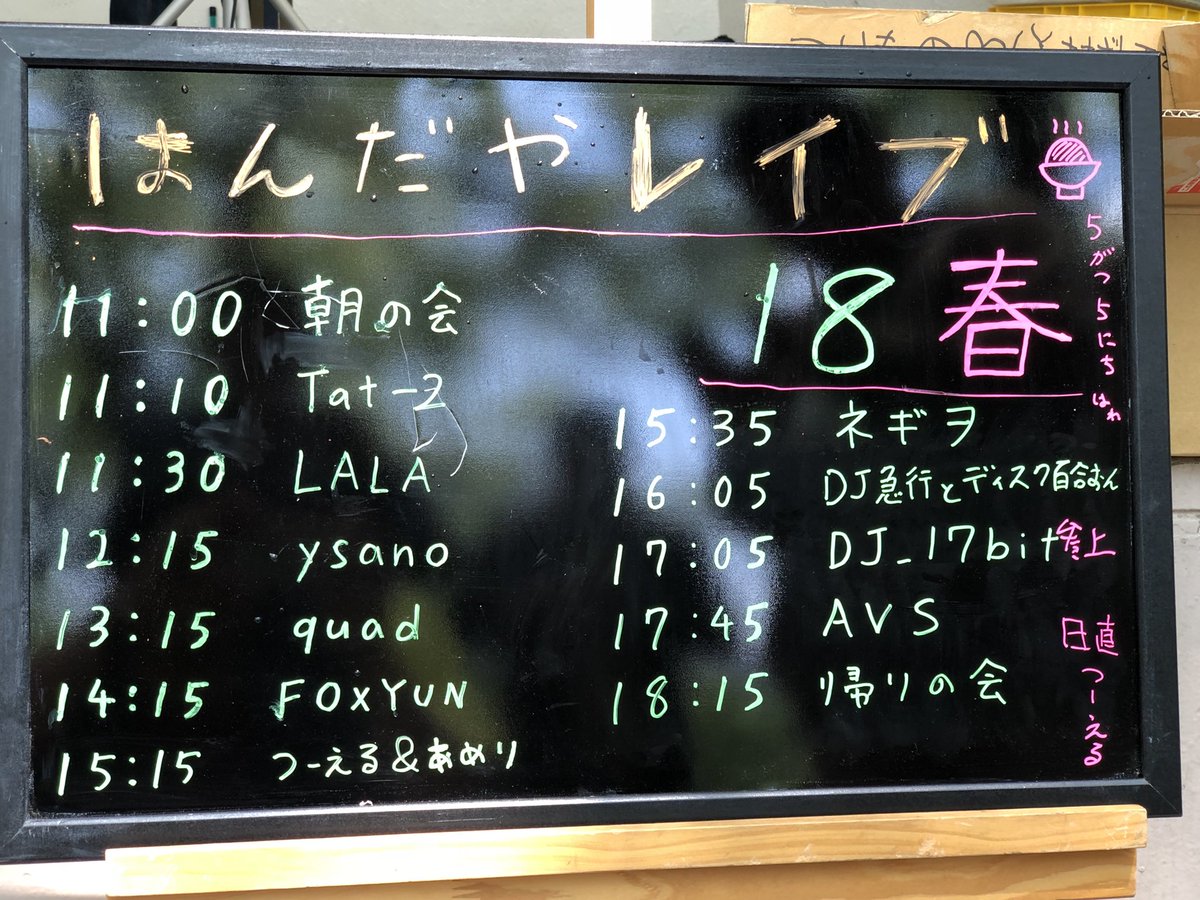 はんだやレイブ
18 春
5がつ5にち はれ
11:00 朝の会
11:10 Tat-z
11:30 LALA
12:15 ysano
13:15 quad
14:15 FOXYUN
15:15 つーえる&あめり
15:35 ネギヲ
16:05 DJ急行とディスク百合おん
17:05 DJ_17bit参上
17:45 AVS
18:15 帰りの会
日直 つーえる